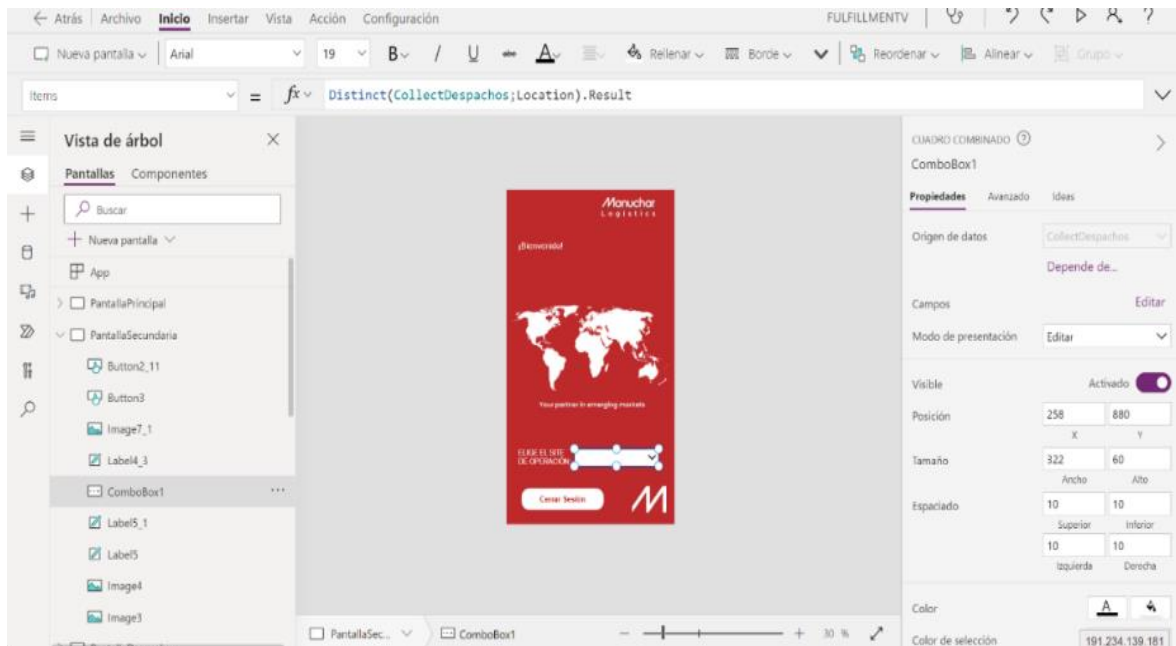 Atrás Archivo Inicio Insertar Vista Acción Configuración FULFILLMENTV
Nueva pantalla Arial 19 B / U abc A Rellenar Borde Reordenar Alinear Grupo
Items = fx Distinct(CollectDespachos;Location).Result
Vista de árbol
Pantallas Componentes
Buscar
Nueva pantalla
App
PantallaPrincipal
PantallaSecundaria
Button2_11
Button3
Image7_1
Label4_3
ComboBox1 ...
Label5_1
Label5
Image4
Image3
Manuchar
Logistics
¡Bienvenido!
Your partner in emerging markets
ELIGE EL SITE
DE OPERACIÓN
Cerrar Sesión
M
PantallaSec... ComboBox1 30 %
CUADRO COMBINADO
ComboBox1
Propiedades Avanzado Ideas
Origen de datos CollectDespachos
Depende de...
Campos Editar
Modo de presentación Editar
Visible Activado
Posición 258 880
X Y
Tamaño 322 60
Ancho Alto
Espaciado 10 10
Superior Inferior
10 10
Izquierda Derecha
Color A
Color de selección 191.234.139.181